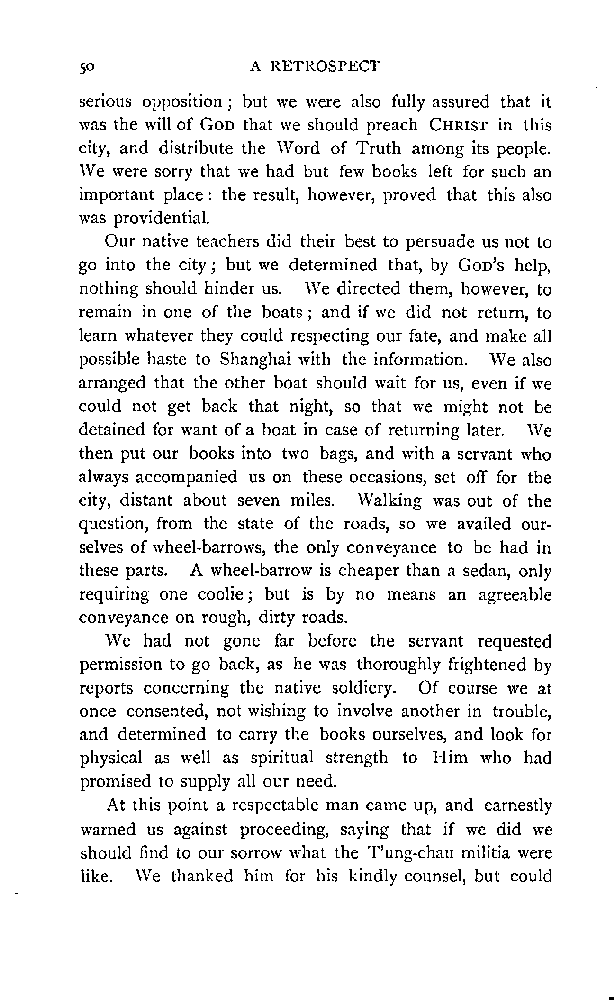 50 A RETROSPECT
serious opposition; but we were also fully assured that it
was the will of GOD that we should preach CHRIST in this
city, and distribute the Word of Truth among its people.
We were sorry that we had but few books left for such an
important place: the result, however, proved that this also
was providential.
Our native teachers did their best to persuade us not to
go into the city; but we determined that, by GOD'S help,
nothing should hinder us. We directed them, however, to
remain in one of the boats; and if we did not return, to
learn whatever they could respecting our fate, and make all
possible haste to Shanghai with the information. We also
arranged that the other boat should wait for us, even if we
could not get back that night, so that we might not be
detained for want of a boat in case of returning later. We
then put our books into two bags, and with a servant who
always accompanied us on these occasions, set off for the
city, distant about seven miles. Walking was out of the
question, from the state of the roads, so we availed our-
selves of wheel-barrows, the only conveyance to be had in
these parts. A wheel-barrow is cheaper than a sedan, only
requiring one coolie; but is by no means an agreeable
conveyance on rough, dirty roads.
We had not gone far before the servant requested
permission to go back, as he was thoroughly frightened by
reports concerning the native soldiery. Of course we at
once consented, not wishing to involve another in trouble,
and determined to carry the books ourselves, and look for
physical as well as spiritual strength to Him who had
promised to supply all our need.
At this point a respectable man came up, and earnestly
warned us against proceeding, saying that if we did we
should find to our sorrow what the T'ung-chau militia were
like. We thanked him for his kindly counsel, but could